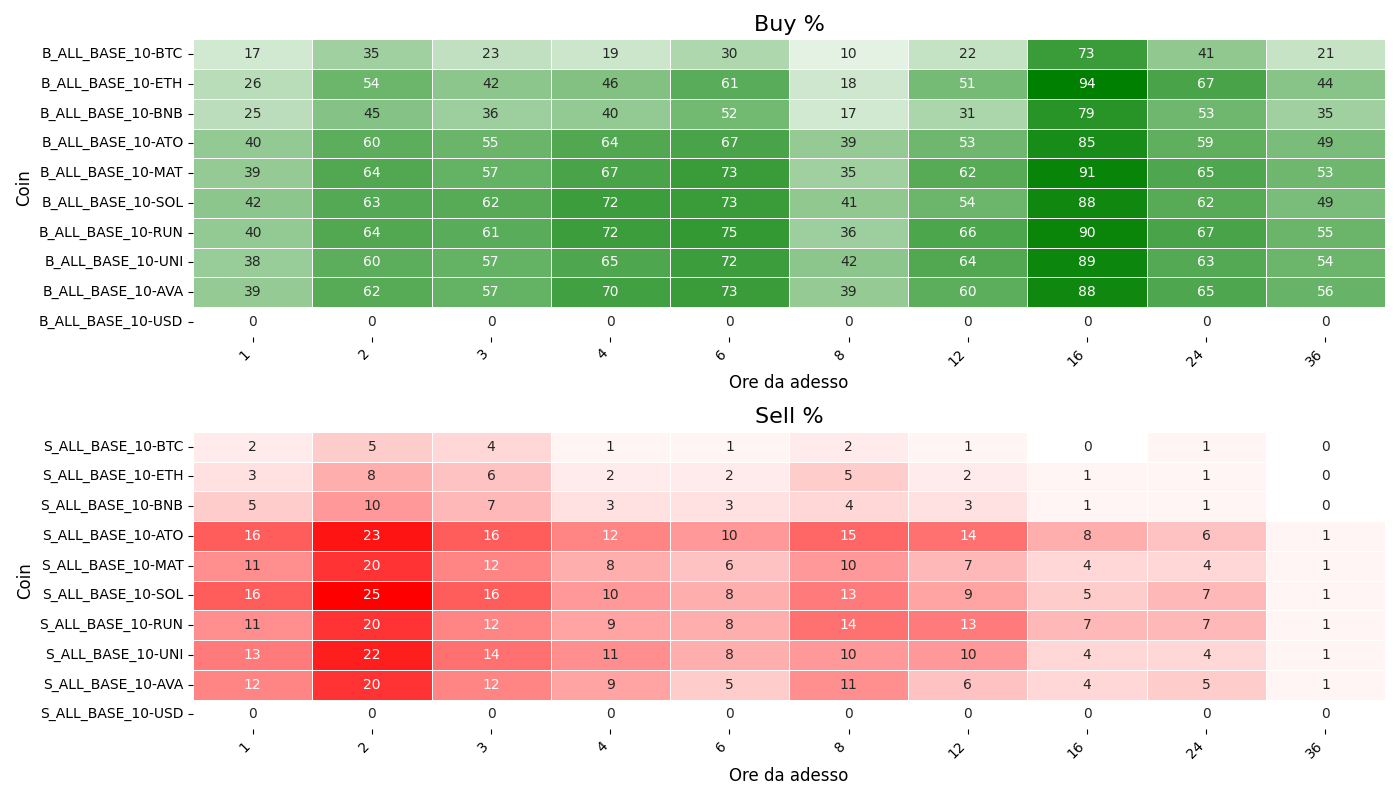 Buy %
Coin
B_ALL_BASE_10-BTC 17 35 23 19 30 10 22 73 41 21
B_ALL_BASE_10-ETH 26 54 42 46 61 18 51 94 67 44
B_ALL_BASE_10-BNB 25 45 36 40 52 17 31 79 53 35
B_ALL_BASE_10-ATO 40 60 55 64 67 39 53 85 59 49
B_ALL_BASE_10-MAT 39 64 57 67 73 35 62 91 65 53
B_ALL_BASE_10-SOL 42 63 62 72 73 41 54 88 62 49
B_ALL_BASE_10-RUN 40 64 61 72 75 36 66 90 67 55
B_ALL_BASE_10-UNI 38 60 57 65 72 42 64 89 63 54
B_ALL_BASE_10-AVA 39 62 57 70 73 39 60 88 65 56
B_ALL_BASE_10-USD 0 0 0 0 0 0 0 0 0 0
1 2 3 4 6 8 12 16 24 36
Ore da adesso
Sell %
Coin
S_ALL_BASE_10-BTC 2 5 4 1 1 2 1 0 1 0
S_ALL_BASE_10-ETH 3 8 6 2 2 5 2 1 1 0
S_ALL_BASE_10-BNB 5 10 7 3 3 4 3 1 1 0
S_ALL_BASE_10-ATO 16 23 16 12 10 15 14 8 6 1
S_ALL_BASE_10-MAT 11 20 12 8 6 10 7 4 4 1
S_ALL_BASE_10-SOL 16 25 16 10 8 13 9 5 7 1
S_ALL_BASE_10-RUN 11 20 12 9 8 14 13 7 7 1
S_ALL_BASE_10-UNI 13 22 14 11 8 10 10 4 4 1
S_ALL_BASE_10-AVA 12 20 12 9 5 11 6 4 5 1
S_ALL_BASE_10-USD 0 0 0 0 0 0 0 0 0 0
1 2 3 4 6 8 12 16 24 36
Ore da adesso